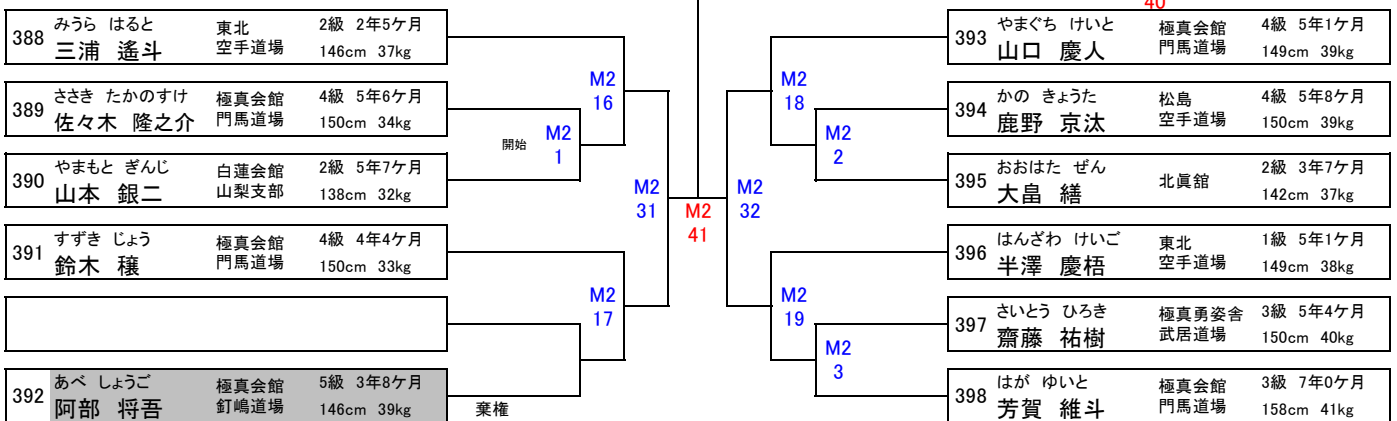 40
388 みうら はると 東北 2級 2年5ケ月
三浦 遙斗 空手道場 146cm 37kg
389 ささき たかのすけ 極真会館 4級 5年6ケ月
佐々木 隆之介 門馬道場 150cm 34kg
390 やまもと ぎんじ 白蓮会館 2級 5年7ケ月
山本 銀二 山梨支部 138cm 32kg
391 すずき じょう 極真会館 4級 4年4ケ月
鈴木 穣 門馬道場 150cm 33kg
392 あべ しょうご 極真会館 5級 3年8ケ月
阿部 将吾 釘嶋道場 146cm 39kg
棄権
開始
M2
1
M2
16
M2
17
M2
31
M2
41
M2
32
M2
18
M2
2
M2
19
M2
3
393 やまぐち けいと 極真会館 4級 5年1ケ月
山口 慶人 門馬道場 149cm 39kg
394 かの きょうた 松島 4級 5年8ケ月
鹿野 京汰 空手道場 150cm 39kg
395 おおはた ぜん 北眞舘 2級 3年7ケ月
大畠 繕 142cm 37kg
396 はんざわ けいご 東北 1級 5年1ケ月
半澤 慶梧 空手道場 149cm 38kg
397 さいとう ひろき 極真勇姿舎 3級 5年4ケ月
齋藤 祐樹 武居道場 150cm 40kg
398 はが ゆいと 極真会館 3級 7年0ケ月
芳賀 維斗 門馬道場 158cm 41kg